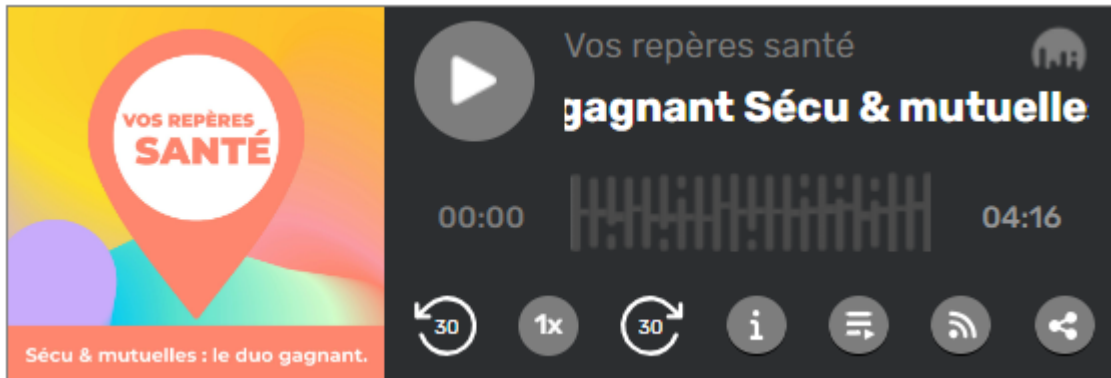 VOS REPÈRES
SANTÉ
Sécu & mutuelles : le duo gagnant.
Vos repères santé
gagnant Sécu & mutuelle
00:00
04:16
30
1x
30
i